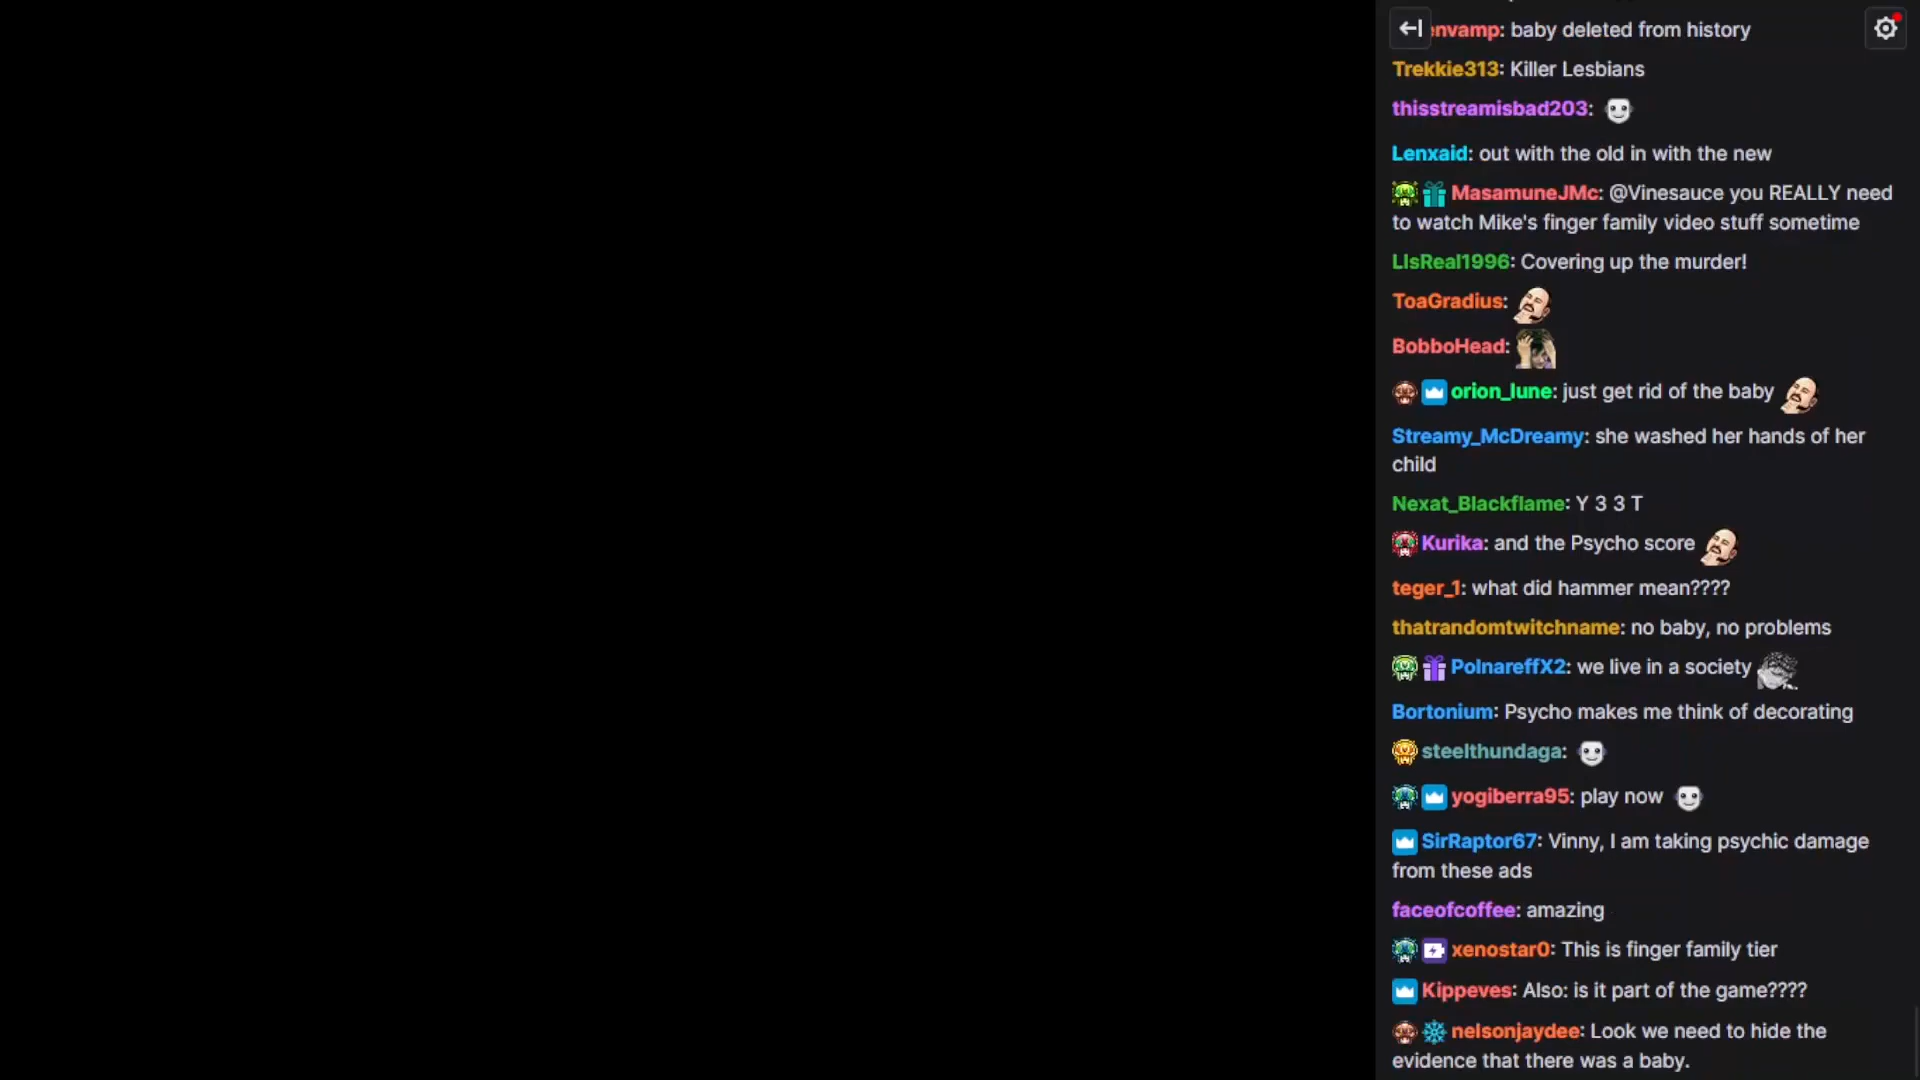 nvamp: baby deleted from history
Trekkie313: Killer Lesbians
thisstreamisbad203:
Lenxaid: out with the old in with the new
MasamuneJMc: @Vinesauce you REALLY need
to watch Mike's finger family video stuff sometime
LIsReal1996: Covering up the murder!
ToaGradius:
BobboHead:
orion_lune: just get rid of the baby
Streamy_McDreamy: she washed her hands of her
child
Nexat_Blackflame: Y 3 3 T
Kurika: and the Psycho score
teger_1: what did hammer mean????
thatrandomtwitchname: no baby, no problems
PolnareffX2: we live in a society
Bortonium: Psycho makes me think of decorating
steelthundaga:
yogiberra95: play now
SirRaptor67: Vinny, I am taking psychic damage
from these ads
faceofcoffee: amazing
xenostar0: This is finger family tier
Kippeves: Also: is it part of the game????
nelsonjaydee: Look we need to hide the
evidence that there was a baby.